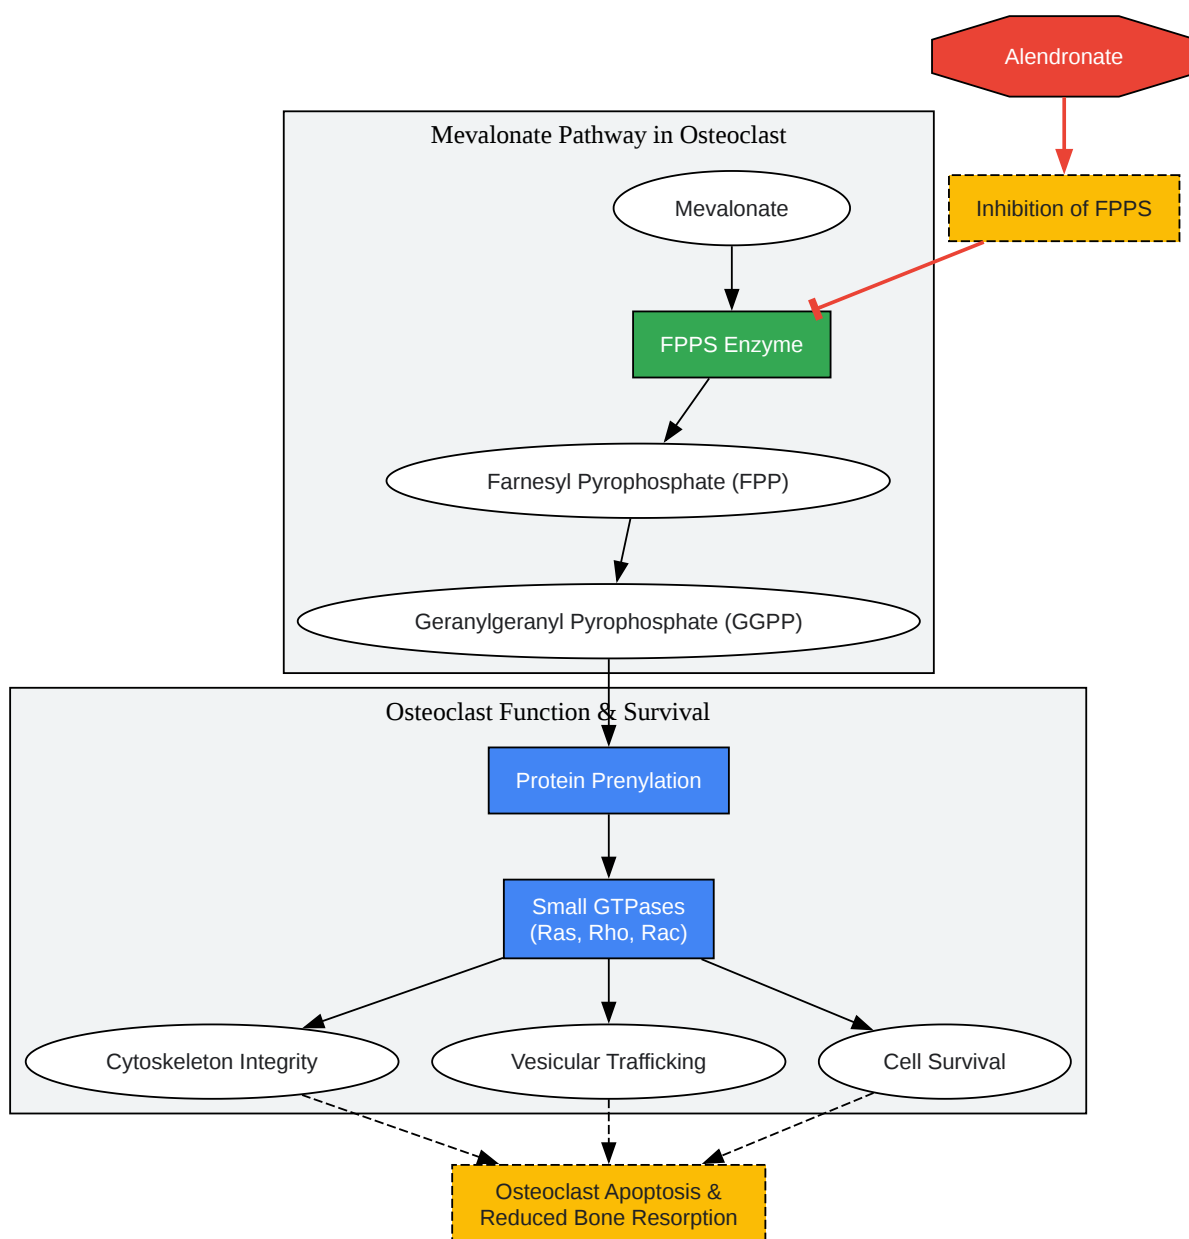 Alendronate
Mevalonate Pathway in Osteoclast
Mevalonate
Inhibition of FPPS
FPPS Enzyme
Farnesyl Pyrophosphate (FPP)
Geranylgeranyl Pyrophosphate (GGPP)
Osteoclast Function & Survival
Protein Prenylation
Small GTPases
(Ras, Rho, Rac)
Cytoskeleton Integrity
Vesicular Trafficking
Cell Survival
Osteoclast Apoptosis &
Reduced Bone Resorption